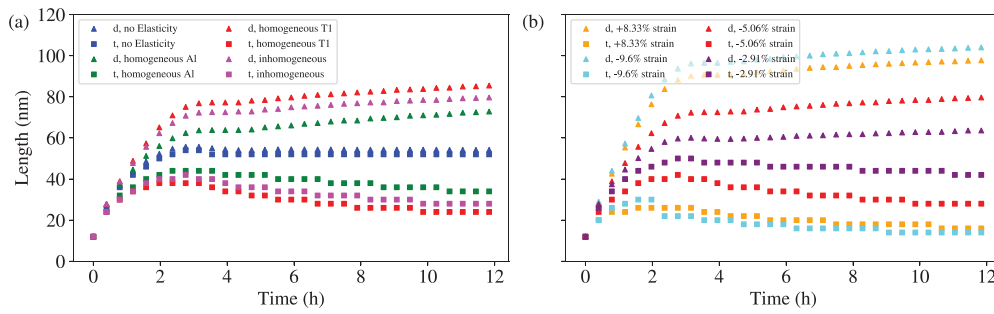 (a)
120
100
80
60
40
20
0
Length (nm)
d, no Elasticity
t, no Elasticity
d, homogeneous Al
t, homogeneous Al
d, homogeneous T1
t, homogeneous T1
d, inhomogeneous
t, inhomogeneous
0 2 4 6 8 10 12
Time (h)
(b)
d, +8.33% strain
t, +8.33% strain
d, -9.6% strain
t, -9.6% strain
d, -5.06% strain
t, -5.06% strain
d, -2.91% strain
t, -2.91% strain
0 2 4 6 8 10 12
Time (h)